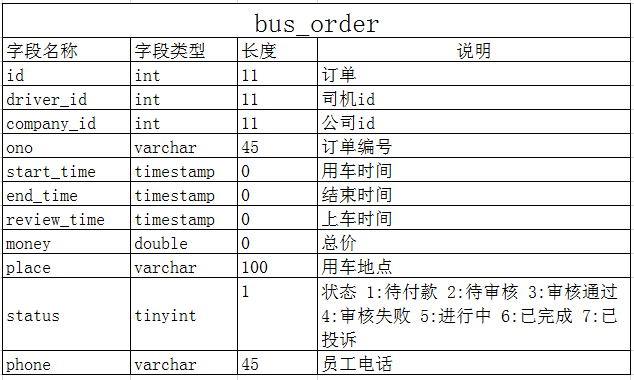 bus_order
字段名称 字段类型 长度 说明
id int 11 订单
driver_id int 11 司机id
company_id int 11 公司id
ono varchar 45 订单编号
start_time timestamp 0 用车时间
end_time timestamp 0 结束时间
review_time timestamp 0 上车时间
money double 0 总价
place varchar 100 用车地点
status tinyint 1 状态 1:待付款 2:待审核 3:审核通过
4:审核失败 5:进行中 6:已完成 7:已
投诉
phone varchar 45 员工电话